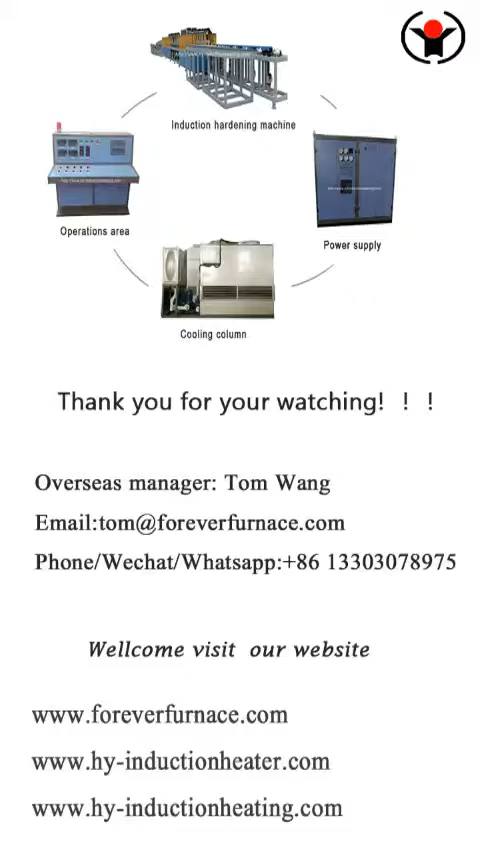 Induction hardening machine
Operations area
Power supply
Cooling column
Thank you for your watching! ! !
Overseas manager: Tom Wang
Email:tom@foreverfurnace.com
Phone/Wechat/Whatsapp:+86 13303078975
Wellcome visit our website
www.foreverfurnace.com
www.hy-inductionheater.com
www.hy-inductionheating.com